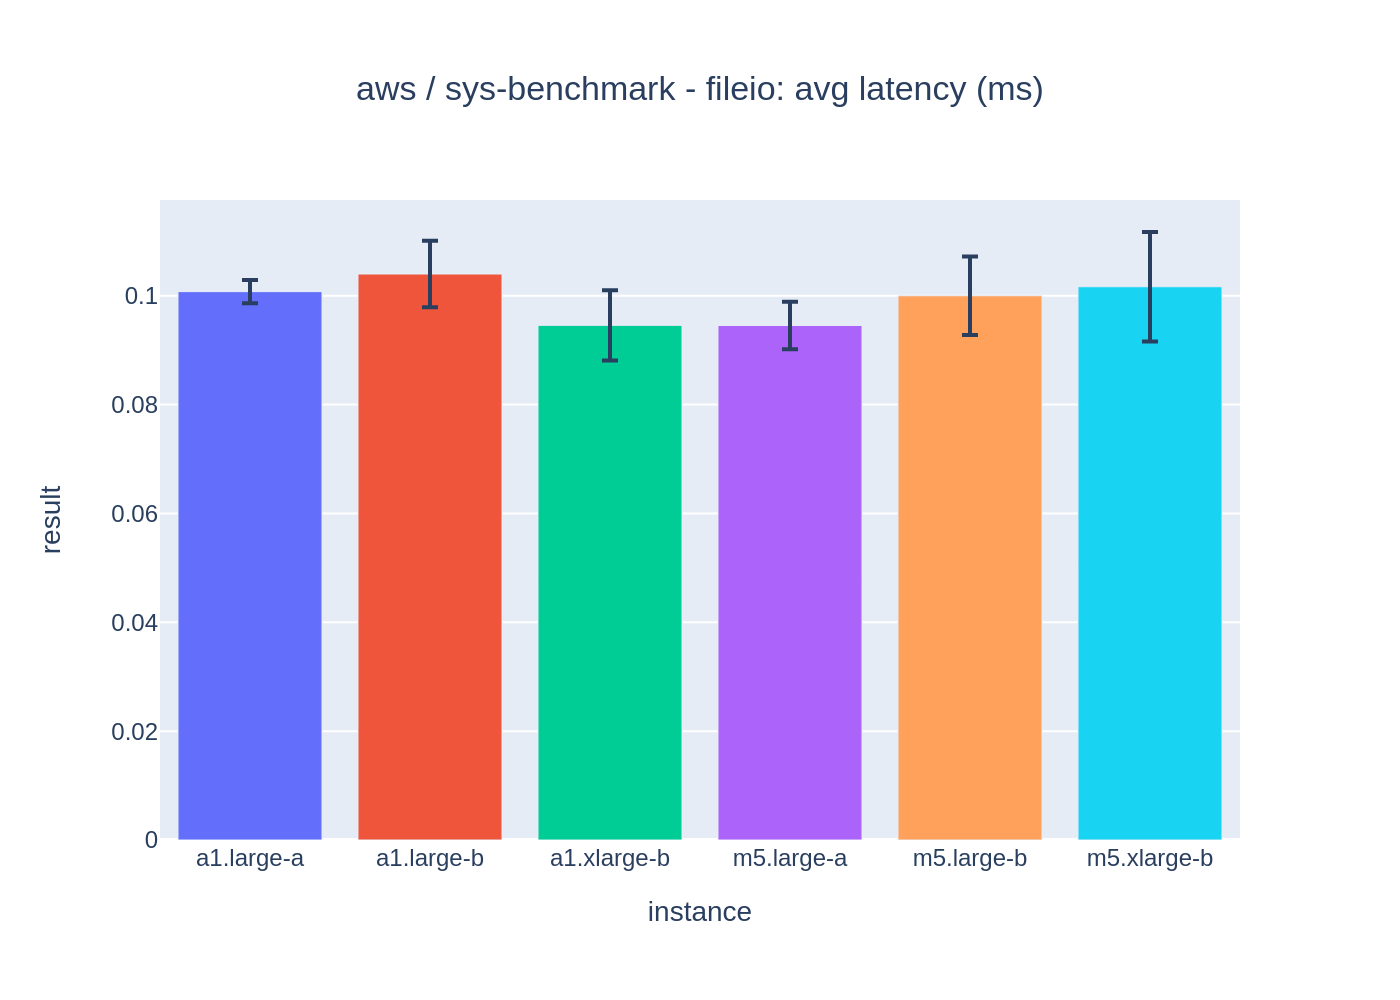 aws / sys-benchmark - fileio: avg latency (ms)
result
0.1
0.08
0.06
0.04
0.02
0
a1.large-a a1.large-b a1.xlarge-b m5.large-a m5.large-b m5.xlarge-b
instance